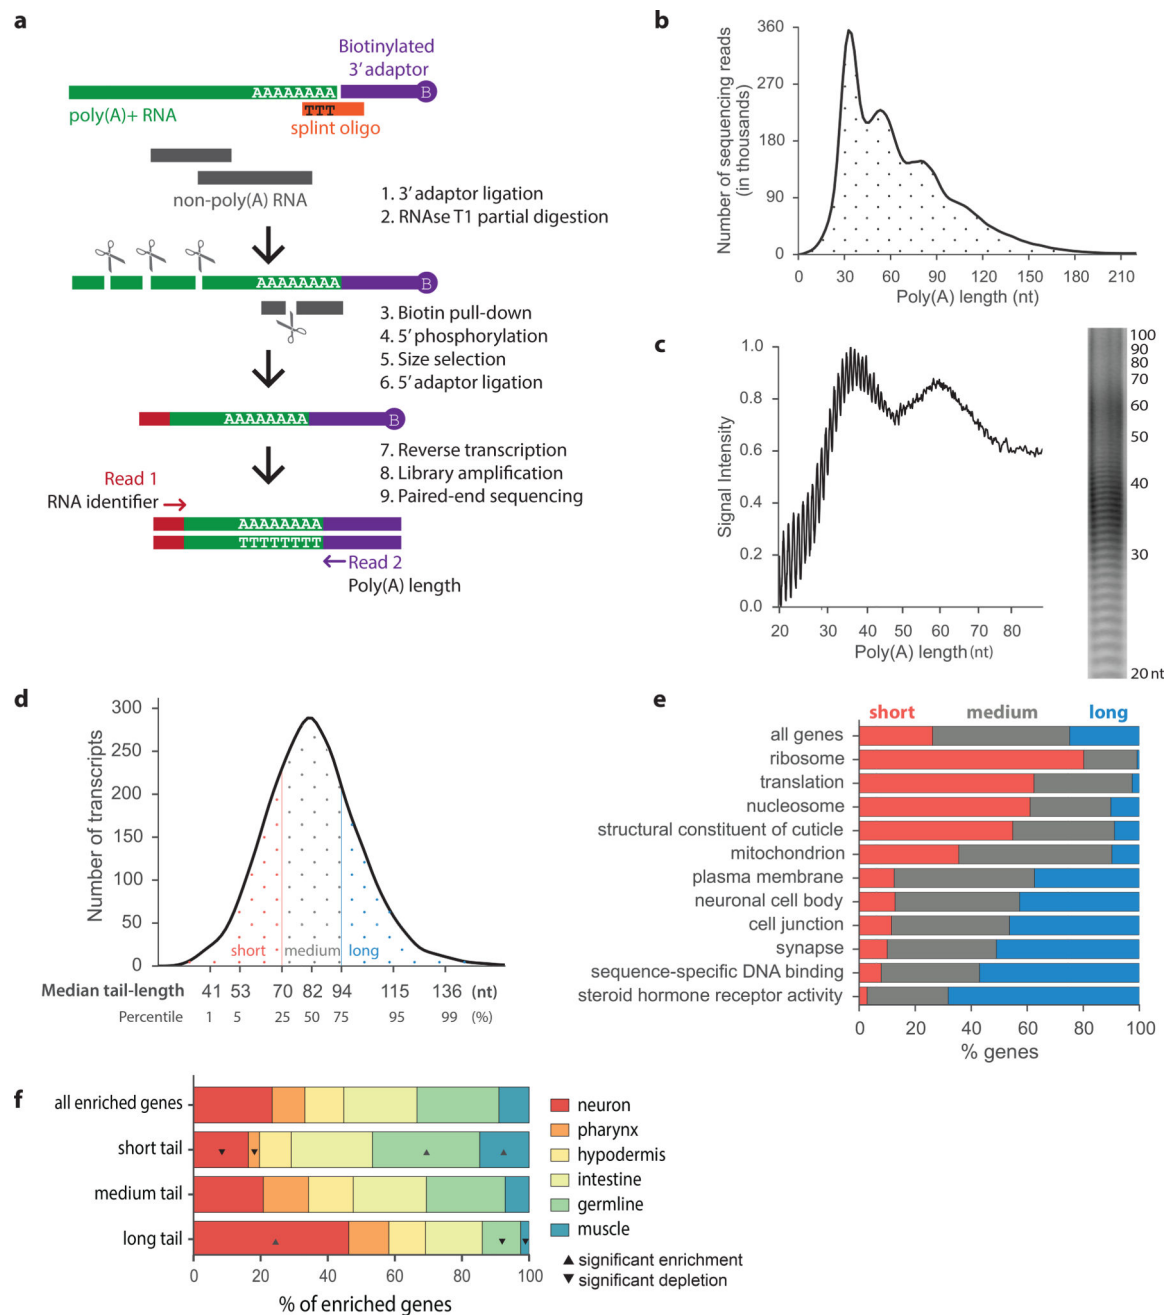 a
Biotinylated
3’ adaptor
AAAAAAAA
B
poly(A)+ RNA
TTT
splint oligo
non-poly(A) RNA
1. 3’ adaptor ligation
2. RNAse T1 partial digestion
AAAAAAAA
B
3. Biotin pull-down
4. 5’ phosphorylation
5. Size selection
6. 5’ adaptor ligation
AAAAAAAA
B
7. Reverse transcription
8. Library amplification
9. Paired-end sequencing
Read 1
RNA identifier
AAAAAAAA
TTTTTTTT
Read 2
Poly(A) length
b
Number of sequencing reads
(in thousands)
360
270
180
90
0
0 30 60 90 120 150 180 210
Poly(A) length (nt)
c
Signal Intensity
1.0
0.8
0.6
0.4
0.2
0.0
20 30 40 50 60 70 80
Poly(A) length (nt)
100
90
80
70
60
50
40
30
20 nt
d
Number of transcripts
300
250
200
150
100
50
0
short medium long
Median tail-length 41 53 70 82 94 115 136 (nt)
Percentile 1 5 25 50 75 95 99 (%)
e
short medium long
all genes
ribosome
translation
nucleosome
structural constituent of cuticle
mitochondrion
plasma membrane
neuronal cell body
cell junction
synapse
sequence-specific DNA binding
steroid hormone receptor activity
0 20 40 60 80 100
% genes
f
all enriched genes
short tail
medium tail
long tail
0 20 40 60 80 100
% of enriched genes
neuron
pharynx
hypodermis
intestine
germline
muscle
▲ significant enrichment
▼ significant depletion